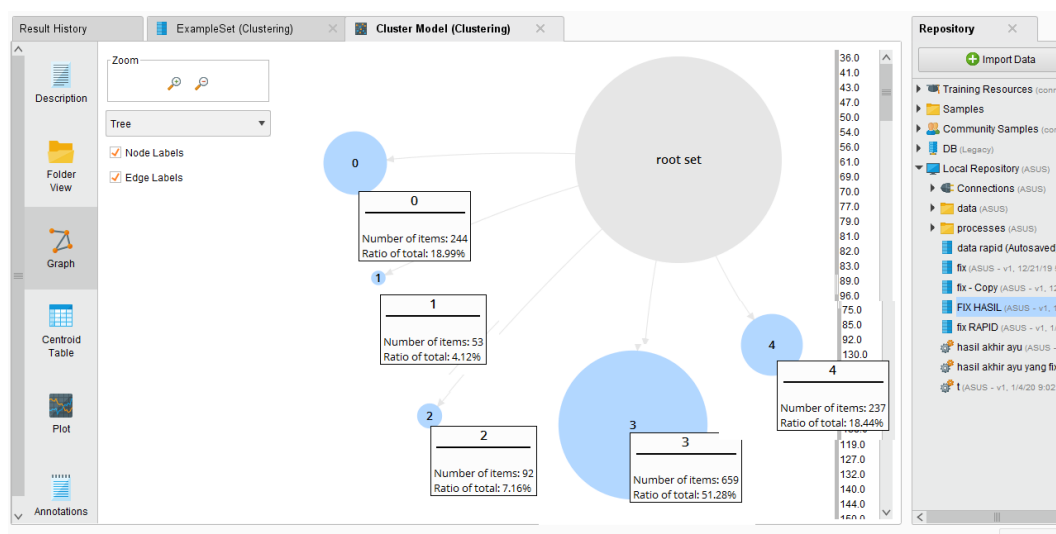 Result History
ExampleSet (Clustering)
Cluster Model (Clustering)
Zoom
Tree
Node Labels
Edge Labels
Description
Folder
View
Graph
Centroid
Table
Plot
Annotations
root set
0
0
Number of items: 244
Ratio of total: 18.99%
1
1
Number of items: 53
Ratio of total: 4.12%
2
2
Number of items: 92
Ratio of total: 7.16%
3
3
Number of items: 659
Ratio of total: 51.28%
4
4
Number of items: 237
Ratio of total: 18.44%
36.0
41.0
43.0
47.0
50.0
54.0
56.0
61.0
69.0
70.0
77.0
79.0
81.0
82.0
83.0
89.0
96.0
75.0
85.0
92.0
130.0
119.0
127.0
132.0
140.0
144.0
Repository
Import Data
Training Resources (conn
Samples
Community Samples (con
DB (Legacy)
Local Repository (ASUS)
Connections (ASUS)
data (ASUS)
processes (ASUS)
data rapid (Autosaved
fix (ASUS - v1, 12/21/19
fix - Copy (ASUS - v1, 12
FIX HASIL (ASUS - v1, 1
fix RAPID (ASUS - v1, 1/
hasil akhir ayu (ASUS -
hasil akhir ayu yang fix
t (ASUS - v1, 1/4/20 9:02